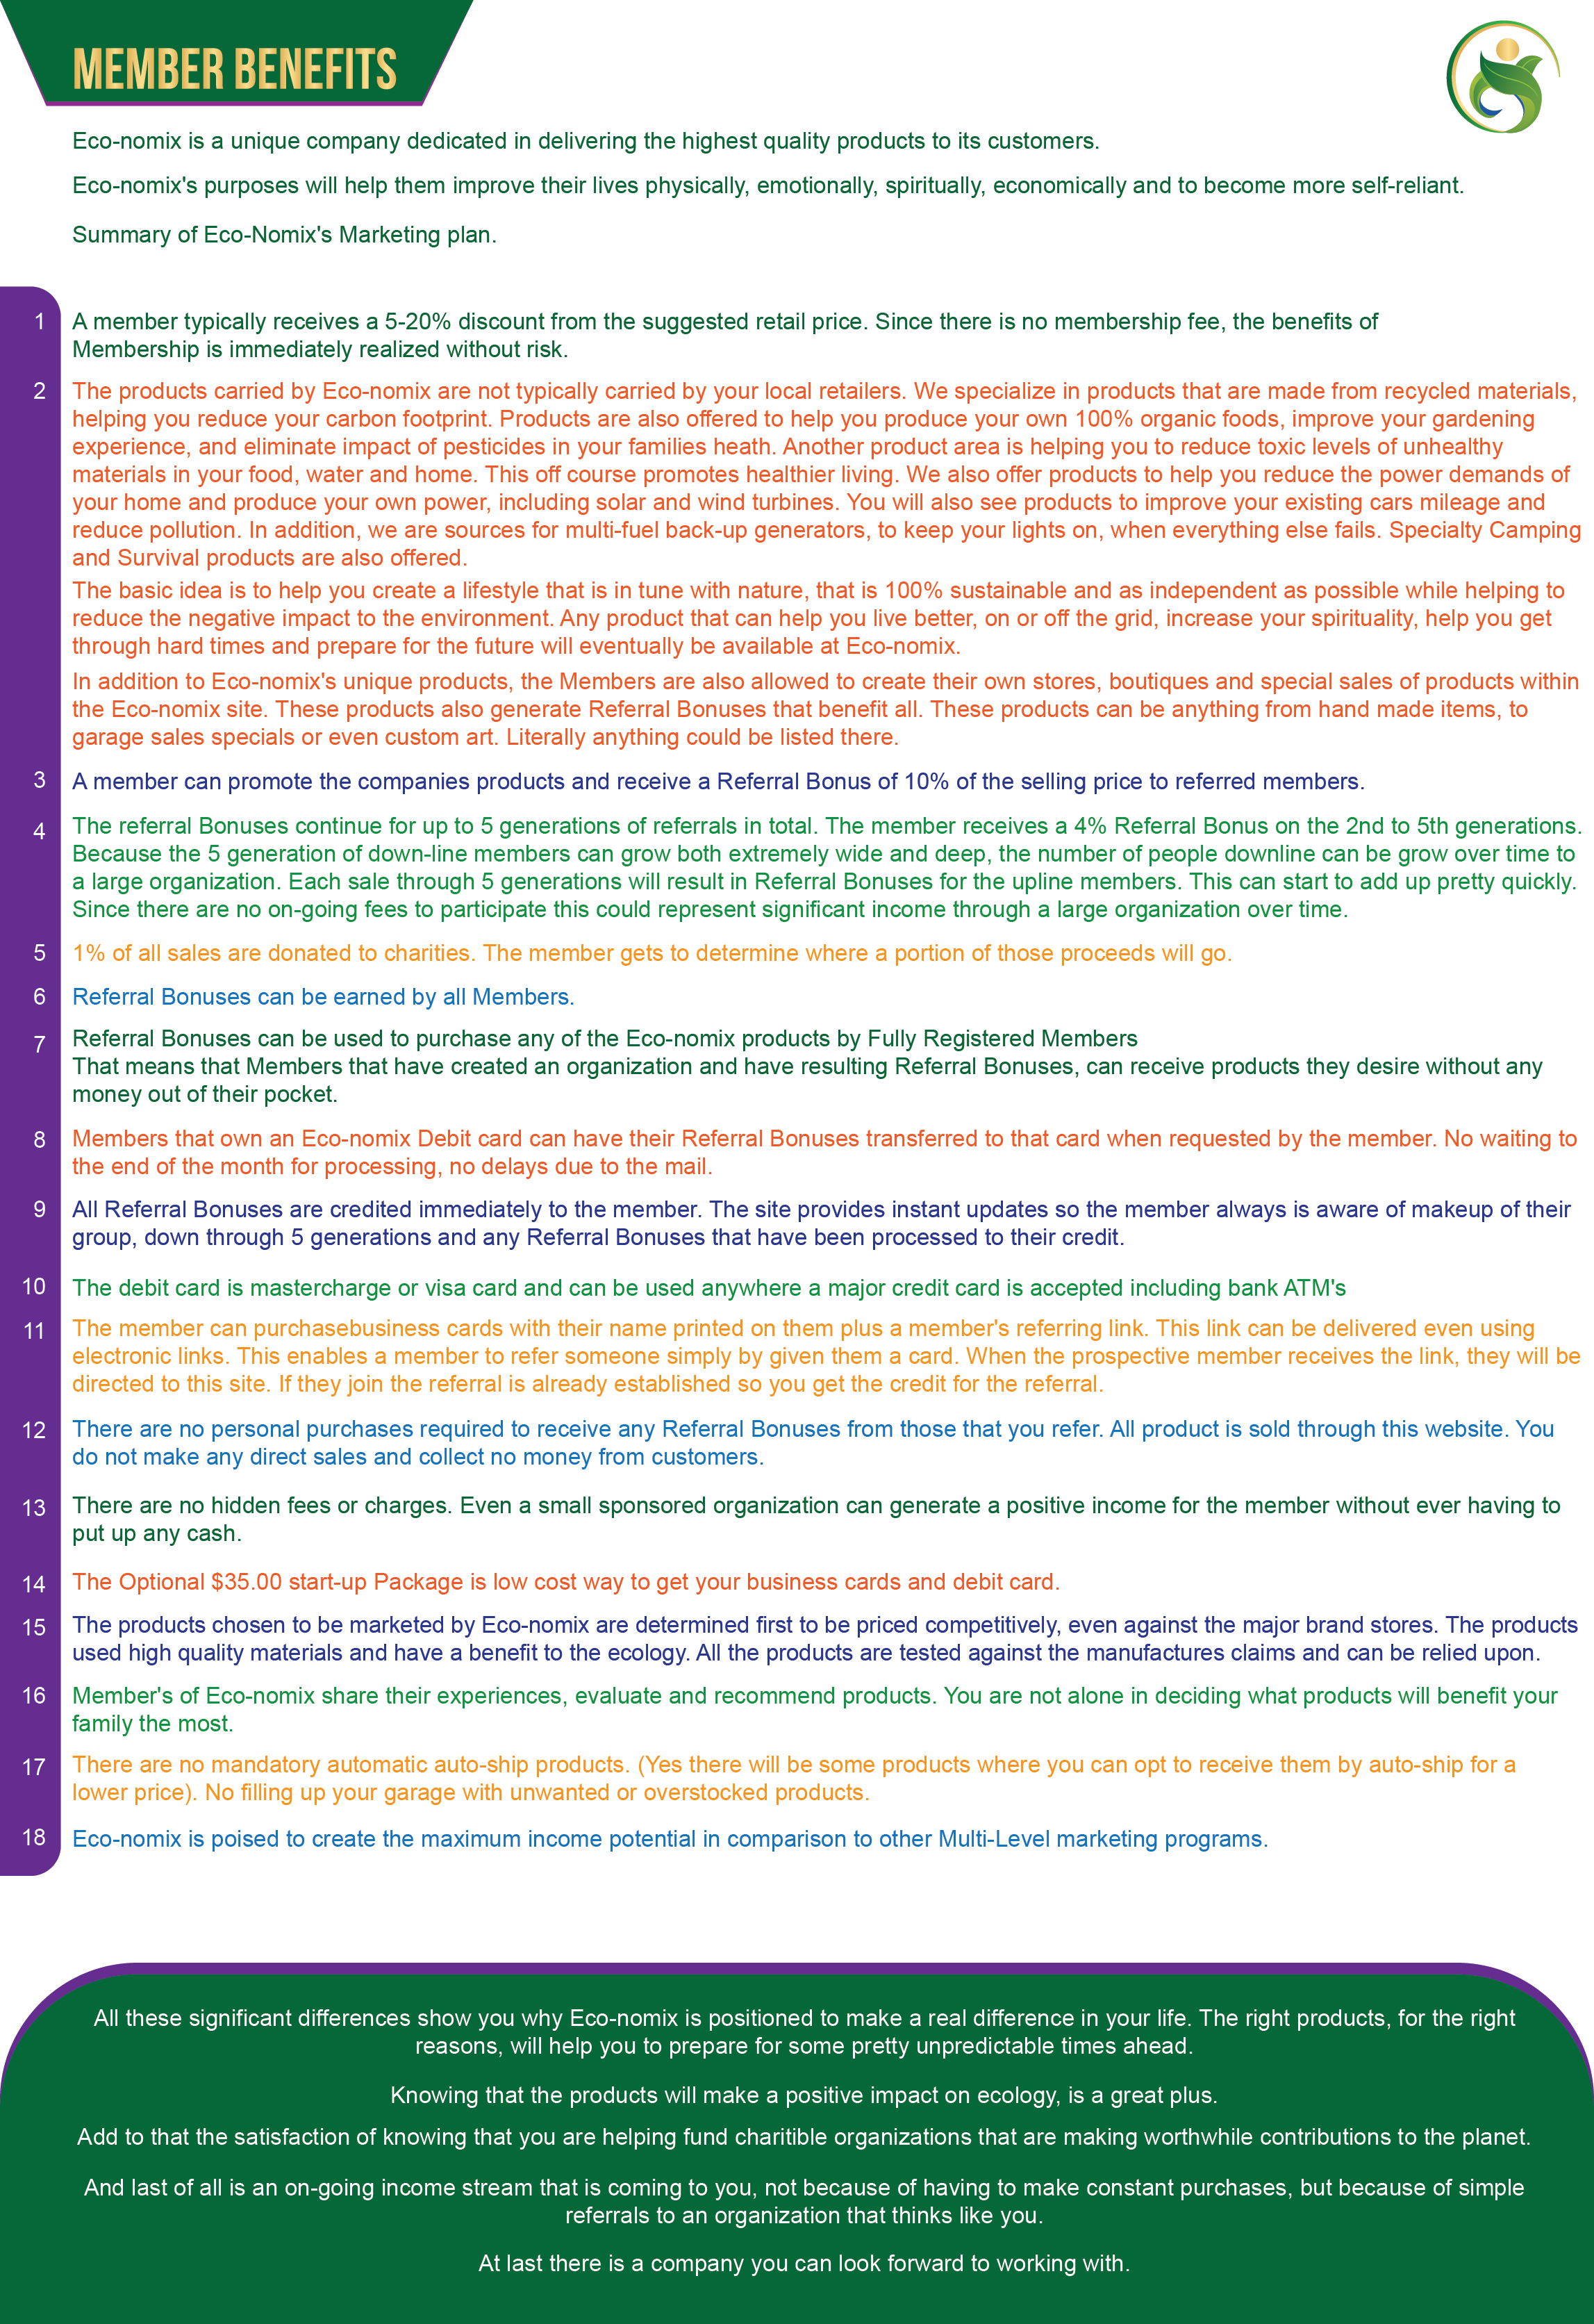 MEMBER BENEFITS
Eco-nomix is a unique company dedicated in delivering the highest quality products to its customers.
Eco-nomix's purposes will help them improve their lives physically, emotionally, spiritually, economically and to become more self-reliant.
Summary of Eco-Nomix's Marketing plan.
1 A member typically receives a 5-20% discount from the suggested retail price. Since there is no membership fee, the benefits of
Membership is immediately realized without risk.
2 The products carried by Eco-nomix are not typically carried by your local retailers. We specialize in products that are made from recycled materials,
helping you reduce your carbon footprint. Products are also offered to help you produce your own 100% organic foods, improve your gardening
experience, and eliminate impact of pesticides in your families heath. Another product area is helping you to reduce toxic levels of unhealthy
materials in your food, water and home. This off course promotes healthier living. We also offer products to help you reduce the power demands of
your home and produce your own power, including solar and wind turbines. You will also see products to improve your existing cars mileage and
reduce pollution. In addition, we are sources for multi-fuel back-up generators, to keep your lights on, when everything else fails. Specialty Camping
and Survival products are also offered.
The basic idea is to help you create a lifestyle that is in tune with nature, that is 100% sustainable and as independent as possible while helping to
reduce the negative impact to the environment. Any product that can help you live better, on or off the grid, increase your spirituality, help you get
through hard times and prepare for the future will eventually be available at Eco-nomix.
In addition to Eco-nomix's unique products, the Members are also allowed to create their own stores, boutiques and special sales of products within
the Eco-nomix site. These products also generate Referral Bonuses that benefit all. These products can be anything from hand made items, to
garage sales specials or even custom art. Literally anything could be listed there.
3 A member can promote the companies products and receive a Referral Bonus of 10% of the selling price to referred members.
4 The referral Bonuses continue for up to 5 generations of referrals in total. The member receives a 4% Referral Bonus on the 2nd to 5th generations.
Because the 5 generation of down-line members can grow both extremely wide and deep, the number of people downline can be grow over time to
a large organization. Each sale through 5 generations will result in Referral Bonuses for the upline members. This can start to add up pretty quickly.
Since there are no on-going fees to participate this could represent significant income through a large organization over time.
5 1% of all sales are donated to charities. The member gets to determine where a portion of those proceeds will go.
6 Referral Bonuses can be earned by all Members.
7 Referral Bonuses can be used to purchase any of the Eco-nomix products by Fully Registered Members
That means that Members that have created an organization and have resulting Referral Bonuses, can receive products they desire without any
money out of their pocket.
8 Members that own an Eco-nomix Debit card can have their Referral Bonuses transferred to that card when requested by the member. No waiting to
the end of the month for processing, no delays due to the mail.
9 All Referral Bonuses are credited immediately to the member. The site provides instant updates so the member always is aware of makeup of their
group, down through 5 generations and any Referral Bonuses that have been processed to their credit.
10 The debit card is mastercharge or visa card and can be used anywhere a major credit card is accepted including bank ATM's
11 The member can purchasebusiness cards with their name printed on them plus a member's referring link. This link can be delivered even using
electronic links. This enables a member to refer someone simply by given them a card. When the prospective member receives the link, they will be
directed to this site. If they join the referral is already established so you get the credit for the referral.
12 There are no personal purchases required to receive any Referral Bonuses from those that you refer. All product is sold through this website. You
do not make any direct sales and collect no money from customers.
13 There are no hidden fees or charges. Even a small sponsored organization can generate a positive income for the member without ever having to
put up any cash.
14 The Optional $35.00 start-up Package is low cost way to get your business cards and debit card.
15 The products chosen to be marketed by Eco-nomix are determined first to be priced competitively, even against the major brand stores. The products
used high quality materials and have a benefit to the ecology. All the products are tested against the manufactures claims and can be relied upon.
16 Member's of Eco-nomix share their experiences, evaluate and recommend products. You are not alone in deciding what products will benefit your
family the most.
17 There are no mandatory automatic auto-ship products. (Yes there will be some products where you can opt to receive them by auto-ship for a
lower price). No filling up your garage with unwanted or overstocked products.
18 Eco-nomix is poised to create the maximum income potential in comparison to other Multi-Level marketing programs.
All these significant differences show you why Eco-nomix is positioned to make a real difference in your life. The right products, for the right
reasons, will help you to prepare for some pretty unpredictable times ahead.
Knowing that the products will make a positive impact on ecology, is a great plus.
Add to that the satisfaction of knowing that you are helping fund charitible organizations that are making worthwhile contributions to the planet.
And last of all is an on-going income stream that is coming to you, not because of having to make constant purchases, but because of simple
referrals to an organization that thinks like you.
At last there is a company you can look forward to working with.